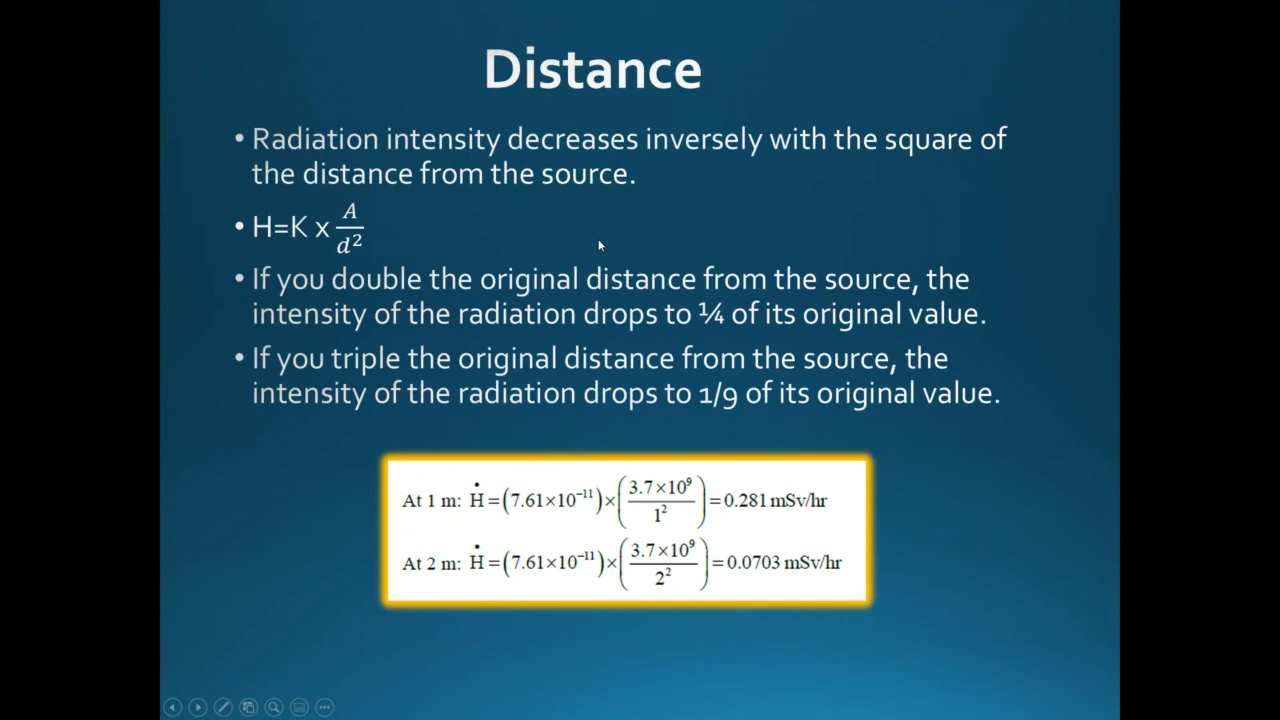 Distance
• Radiation intensity decreases inversely with the square of
the distance from the source.
• H=K x A/d²
• If you double the original distance from the source, the
intensity of the radiation drops to ¼ of its original value.
• If you triple the original distance from the source, the
intensity of the radiation drops to 1/9 of its original value.
At 1 m: Ḣ=(7.61×10⁻¹¹)×(3.7×10⁹/1²)=0.281 mSv/hr
At 2 m: Ḣ=(7.61×10⁻¹¹)×(3.7×10⁹/2²)=0.0703 mSv/hr